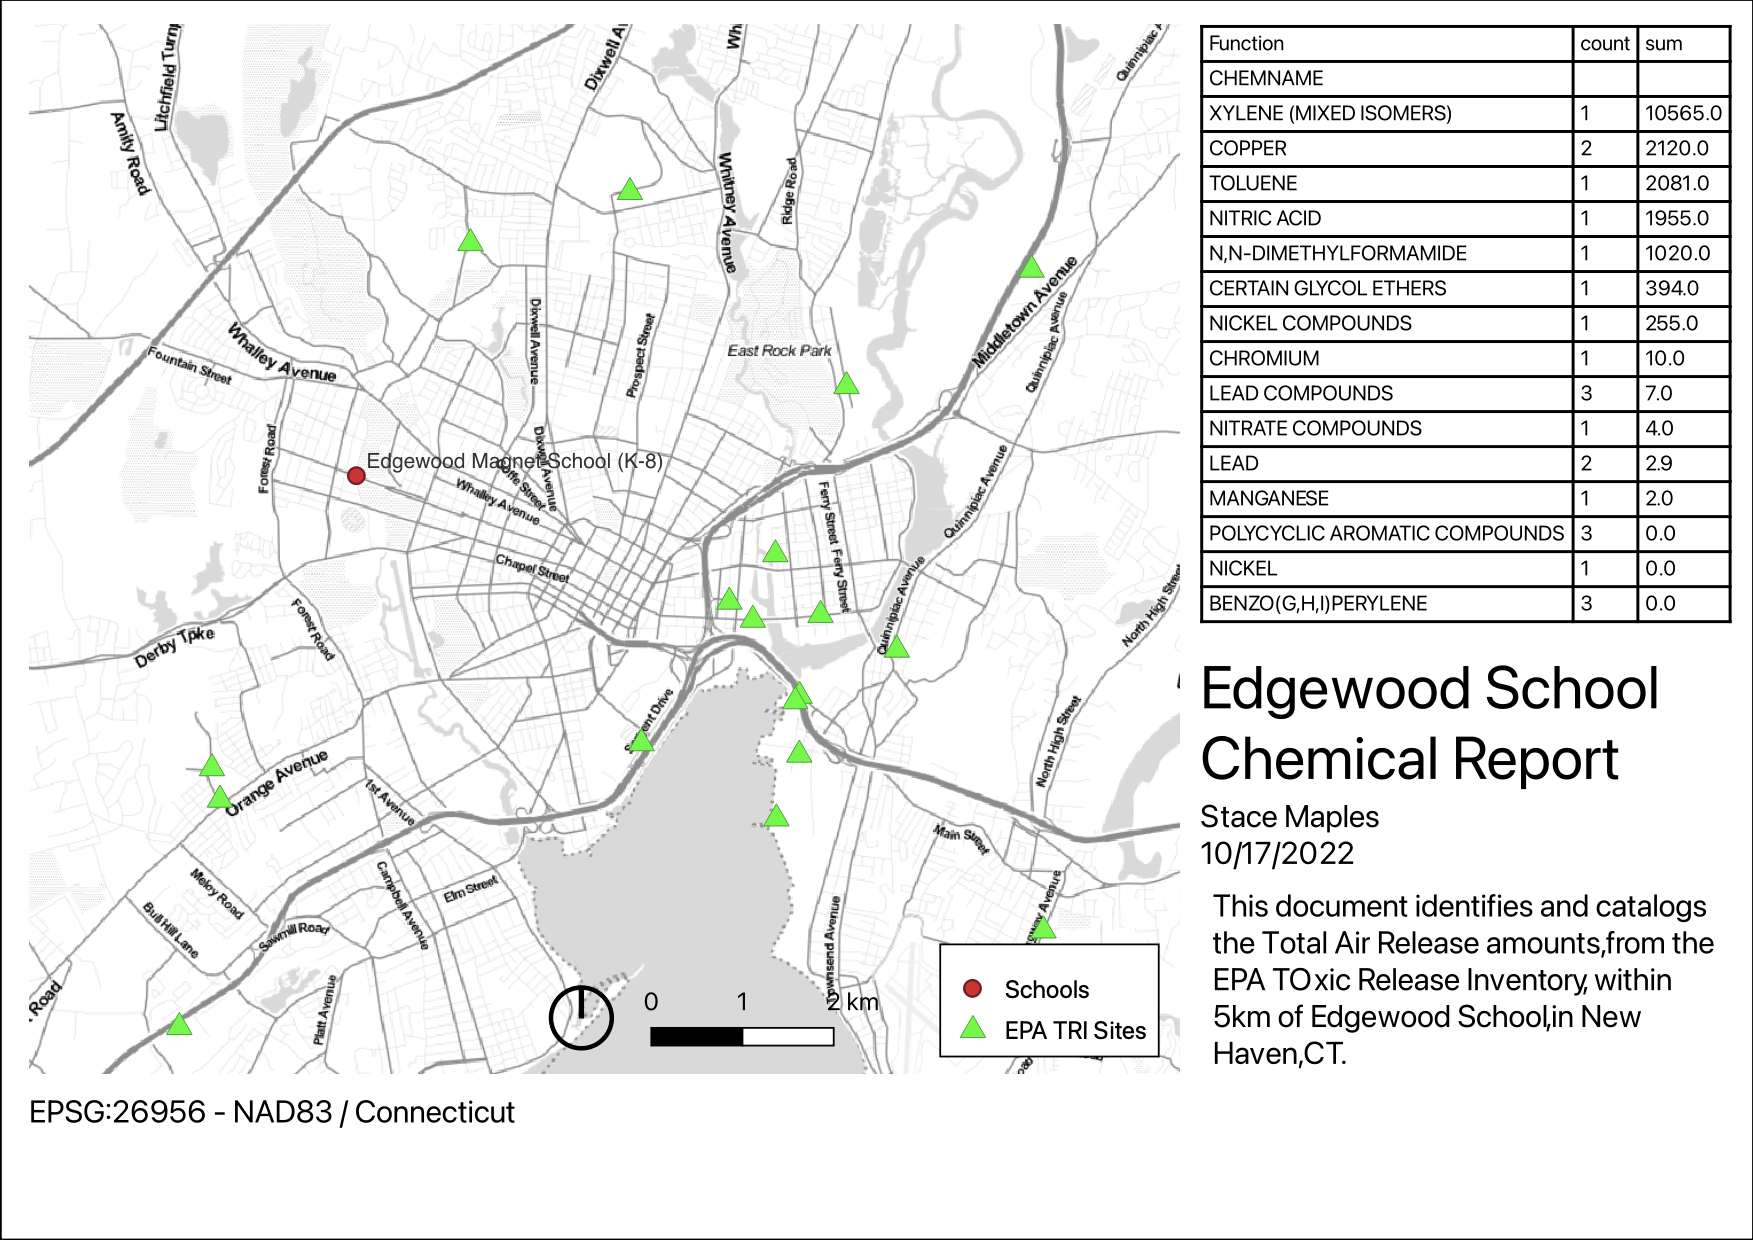 Litchfield Turnp
Dixwell A
Wh
Quinnipiac A
Amity Road
Whitney Avenue
Ridge Road
Middletown Avenue
Quinnipiac Avenue
Whalley Avenue
Fountain Street
Dixwell Avenue
Prospect Street
East Rock Park
Forest Road
Edgewood Magnet School (K-8)
Dixwell Avenue
Goffe Street
Whalley Avenue
Quinnipiac Avenue
Ferry Street
Ferry Street
Chapel Street
Quinnipiac Avenue
North High Street
Forest Road
Derby Tpke
North High Street
Orange Avenue
1st Avenue
Main Street
Meloy Road
Campbell Avenue
Elm Street
Bull Hill Lane
Sawmill Road
Townsend Avenue
Road
Platt Avenue
0 1 2 km
Schools
EPA TRI Sites
EPSG:26956 - NAD83 / Connecticut
Function count sum
CHEMNAME
XYLENE (MIXED ISOMERS) 1 10565.0
COPPER 2 2120.0
TOLUENE 1 2081.0
NITRIC ACID 1 1955.0
N,N-DIMETHYLFORMAMIDE 1 1020.0
CERTAIN GLYCOL ETHERS 1 394.0
NICKEL COMPOUNDS 1 255.0
CHROMIUM 1 10.0
LEAD COMPOUNDS 3 7.0
NITRATE COMPOUNDS 1 4.0
LEAD 2 2.9
MANGANESE 1 2.0
POLYCYCLIC AROMATIC COMPOUNDS 3 0.0
NICKEL 1 0.0
BENZO(G,H,I)PERYLENE 3 0.0
Edgewood School
Chemical Report
Stace Maples
10/17/2022
This document identifies and catalogs
the Total Air Release amounts,from the
EPA TOxic Release Inventory, within
5km of Edgewood School,in New
Haven,CT.